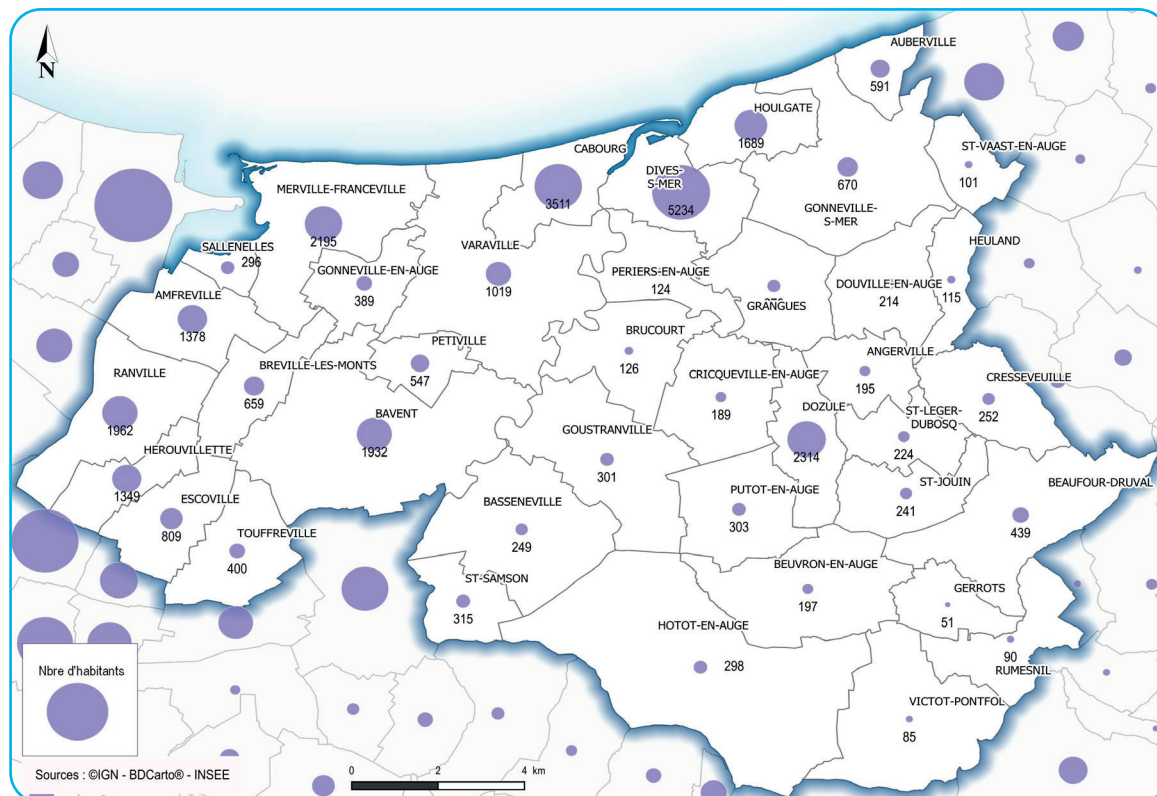 N
AUBERVILLE
591
HOULGATE
1689
CABOURG
3511
DIVES-
S-MER
5234
ST-VAAST-EN-AUGE
101
670
GONNEVILLE-
S-MER
MERVILLE-FRANCEVILLE
2195
HEULAND
115
SALLENELLES
296
VARAVILLE
1019
GONNEVILLE-EN-AUGE
389
PERIERS-EN-AUGE
124
DOUVILLE-EN-AUGE
214
GRANGUES
AMFREVILLE
1378
BRUCOURT
126
PETIVILLE
547
ANGERVILLE
195
BREVILLE-LES-MONTS
659
RANVILLE
1962
CRICQUEVILLE-EN-AUGE
189
CRESSEVEUILLE
252
BAVENT
1932
DOZULE
2314
ST-LEGER-
DUBOSQ
224
GOUSTRANVILLE
301
HEROUVILLETTE
1349
ST-JOUIN
241
BEAUFOUR-DRUVAL
439
ESCOVILLE
809
BASSENEVILLE
249
PUTOT-EN-AUGE
303
TOUFFREVILLE
400
BEUVRON-EN-AUGE
197
ST-SAMSON
315
GERROTS
51
HOTOT-EN-AUGE
298
90
RUMESNIL
VICTOT-PONTFOL
85
Nbre d'habitants
Sources : ©IGN - BDCarto® - INSEE
0 2 4 km